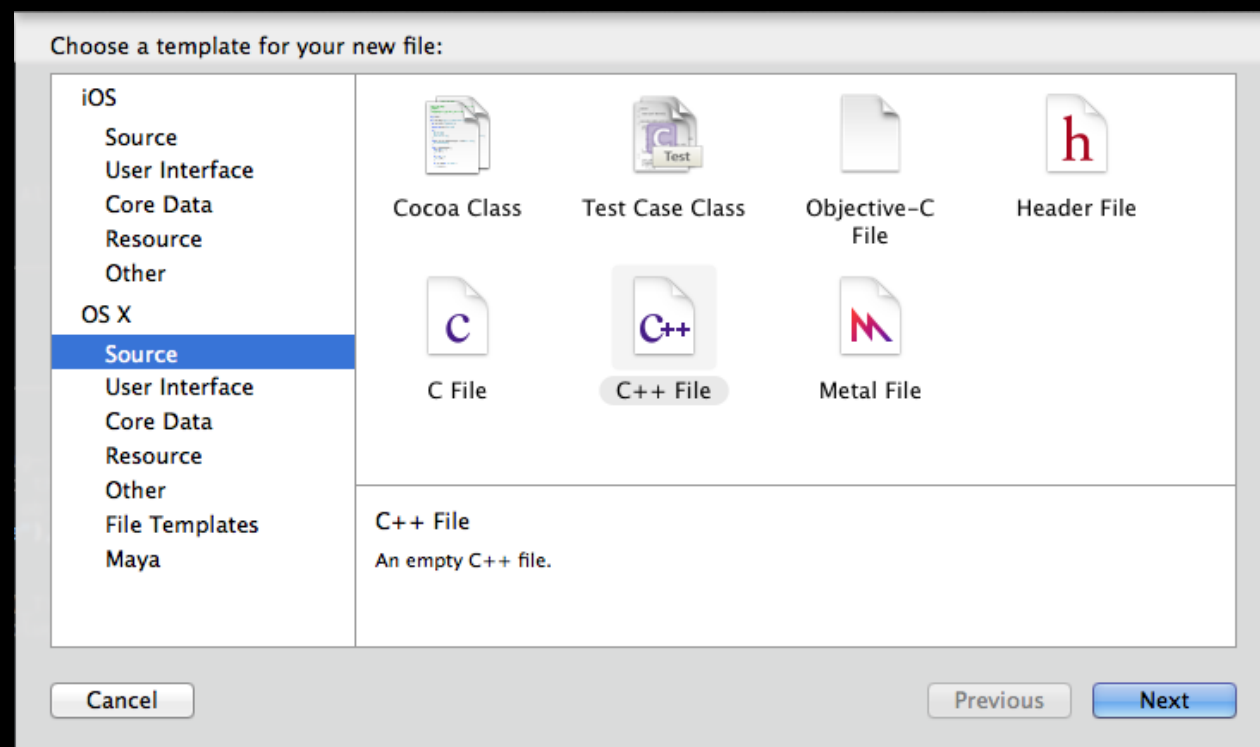 Choose a template for your new file:
iOS
Source
User Interface
Core Data
Resource
Other
OS X
Source
User Interface
Core Data
Resource
Other
File Templates
Maya
Test
Cocoa Class
Test Case Class
Objective-C
File
h
Header File
C
C File
C++
C++ File
Metal File
C++ File
An empty C++ file.
Cancel
Previous
Next